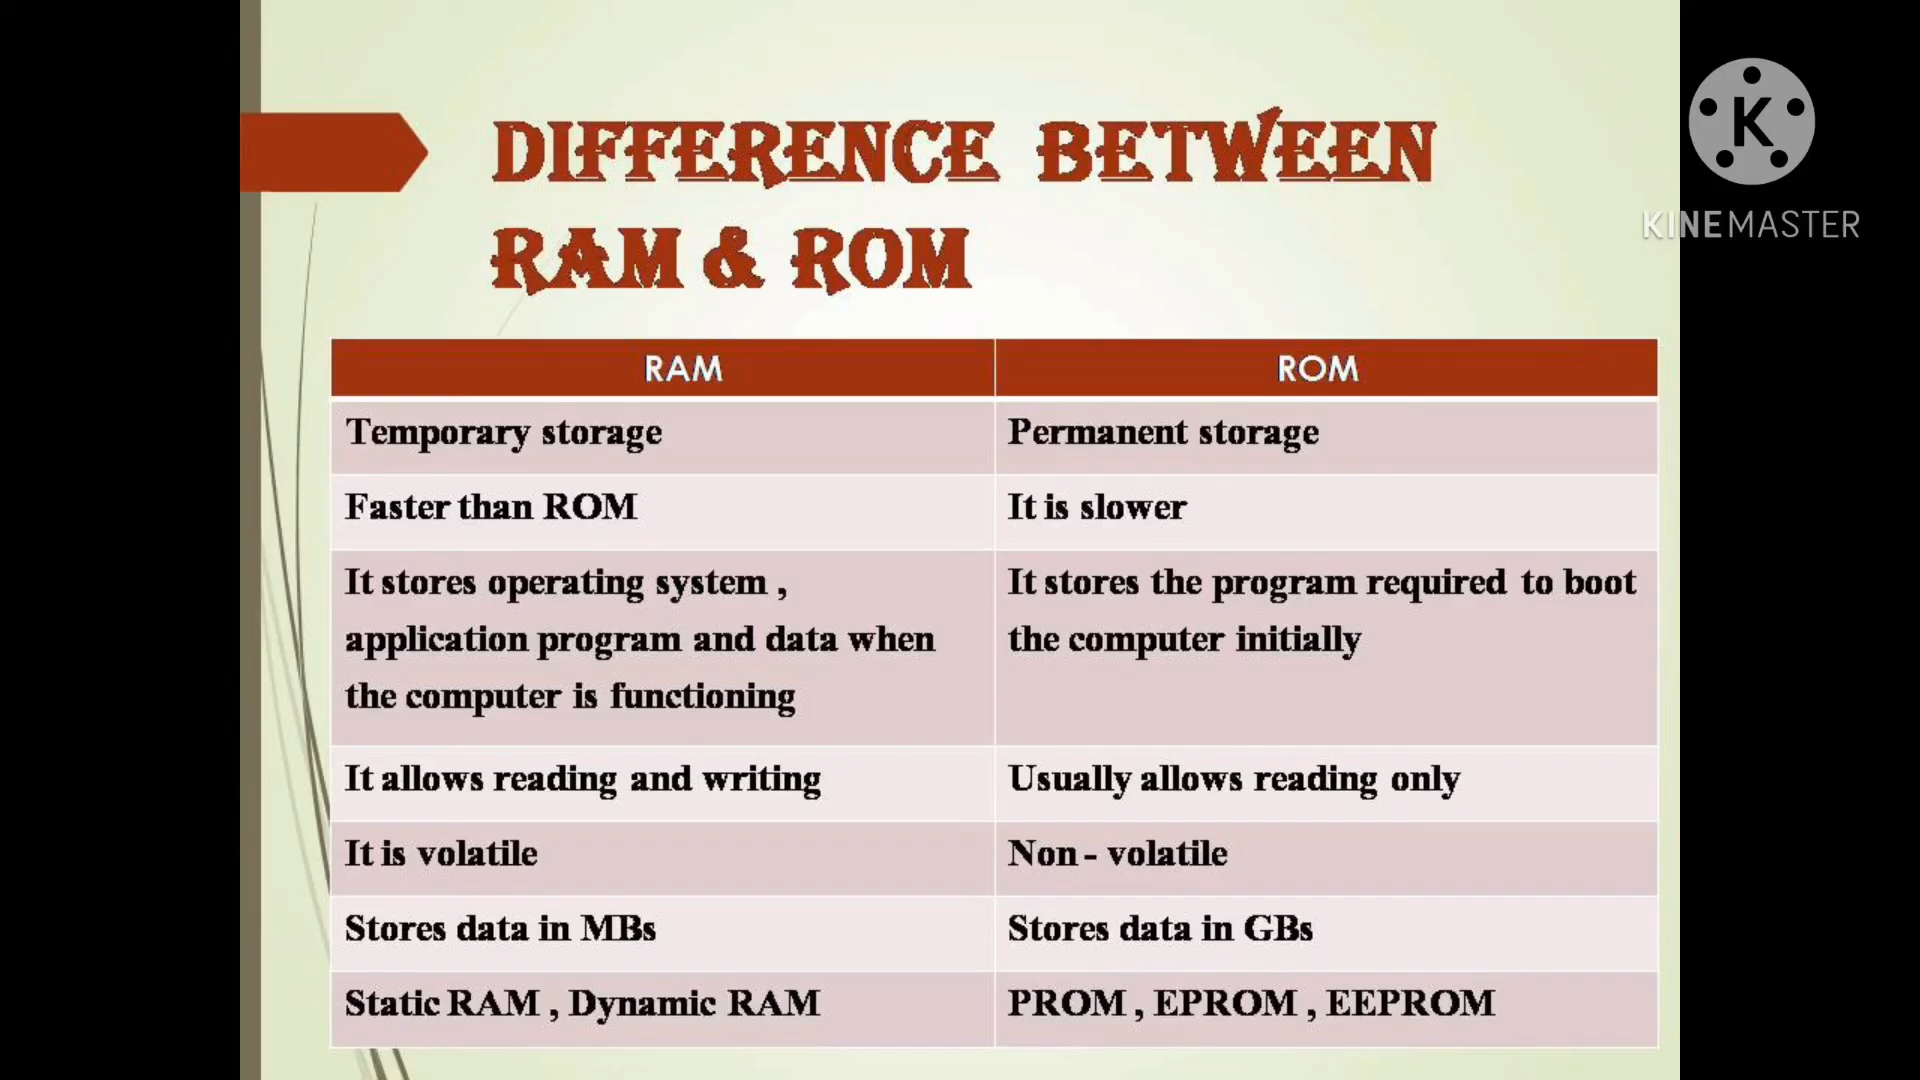 DIFFERENCE BETWEEN
RAM & ROM
K
KINEMASTER
RAM
ROM
Temporary storage
Permanent storage
Faster than ROM
It is slower
It stores operating system ,
application program and data when
the computer is functioning
It stores the program required to boot
the computer initially
It allows reading and writing
Usually allows reading only
It is volatile
Non - volatile
Stores data in MBs
Stores data in GBs
Static RAM , Dynamic RAM
PROM , EPROM , EEPROM